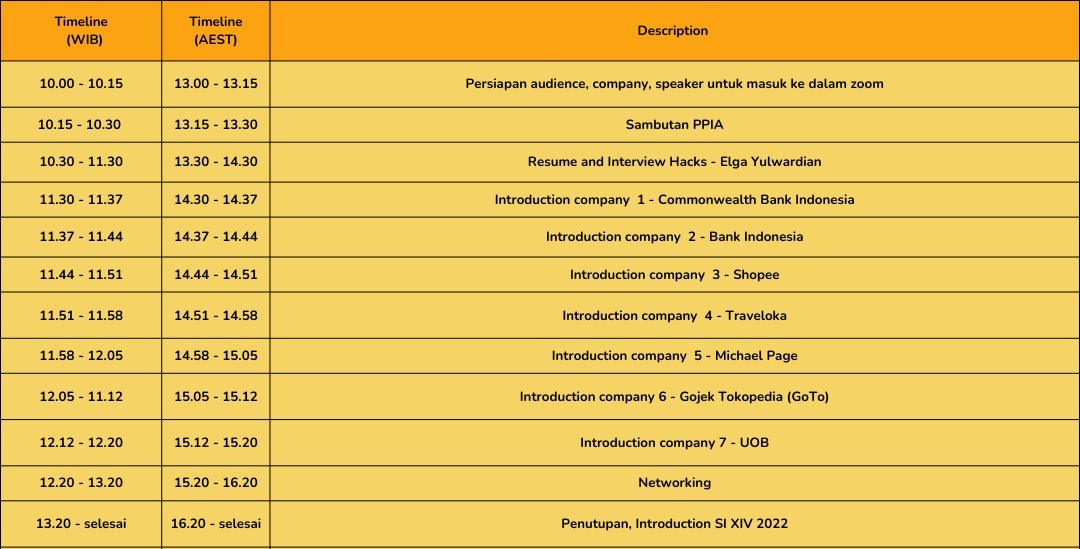 Timeline (WIB) Timeline (AEST) Description
10.00 - 10.15 13.00 - 13.15 Persiapan audience, company, speaker untuk masuk ke dalam zoom
10.15 - 10.30 13.15 - 13.30 Sambutan PPIA
10.30 - 11.30 13.30 - 14.30 Resume and Interview Hacks - Elga Yulwardian
11.30 - 11.37 14.30 - 14.37 Introduction company 1 - Commonwealth Bank Indonesia
11.37 - 11.44 14.37 - 14.44 Introduction company 2 - Bank Indonesia
11.44 - 11.51 14.44 - 14.51 Introduction company 3 - Shopee
11.51 - 11.58 14.51 - 14.58 Introduction company 4 - Traveloka
11.58 - 12.05 14.58 - 15.05 Introduction company 5 - Michael Page
12.05 - 11.12 15.05 - 15.12 Introduction company 6 - Gojek Tokopedia (GoTo)
12.12 - 12.20 15.12 - 15.20 Introduction company 7 - UOB
12.20 - 13.20 15.20 - 16.20 Networking
13.20 - selesai 16.20 - selesai Penutupan, Introduction SI XIV 2022